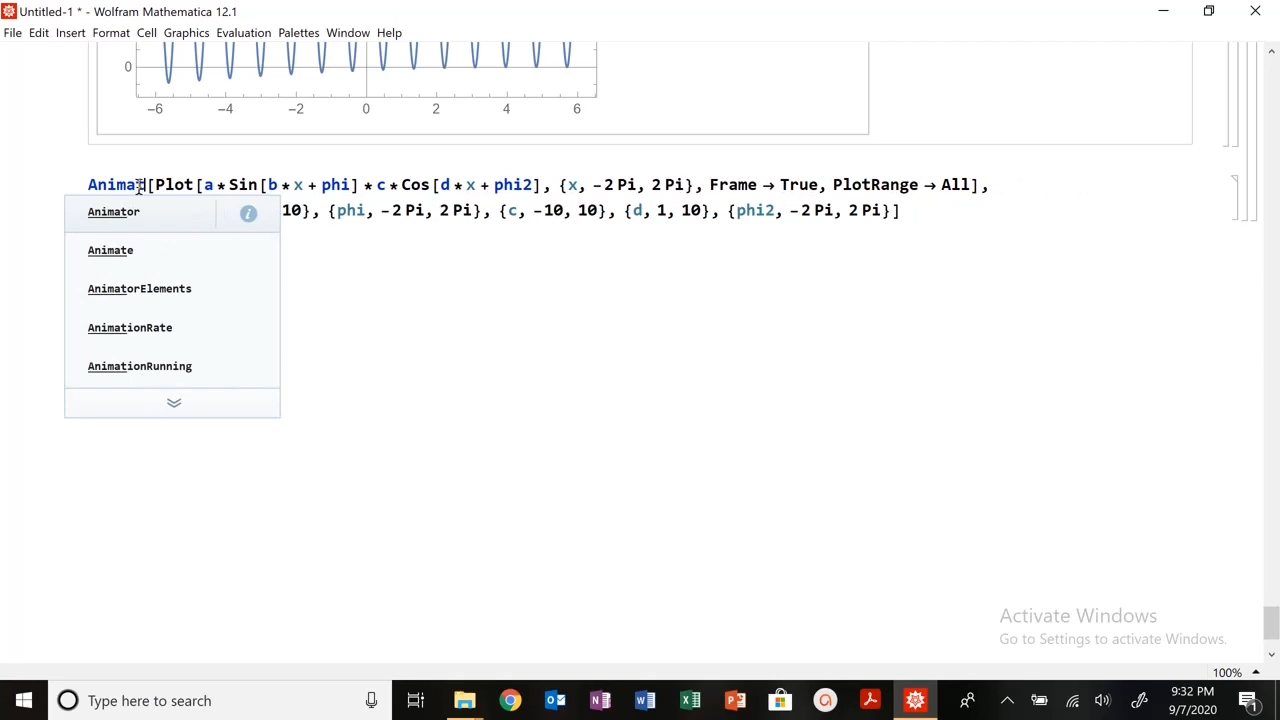 Untitled-1 * - Wolfram Mathematica 12.1
File Edit Insert Format Cell Graphics Evaluation Palettes Window Help
0
-6 -4 -2 0 2 4 6
Animat[Plot[a * Sin[b * x + phi] * c * Cos[d * x + phi2], {x, -2 Pi, 2 Pi}, Frame → True, PlotRange → All],
10}, {phi, -2 Pi, 2 Pi}, {c, -10, 10}, {d, 1, 10}, {phi2, -2 Pi, 2 Pi}]
Animator
Animate
AnimatorElements
AnimationRate
AnimationRunning
Activate Windows
Go to Settings to activate Windows.
100%
Type here to search
9:32 PM
9/7/2020
1